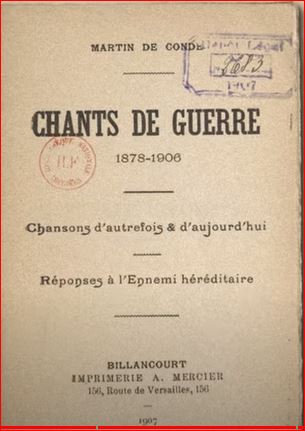 MARTIN DE CONDE
CHANTS DE GUERRE
1878-1906
Chansons d'autrefois & d'aujourd'hui
Réponses à l'Ennemi héréditaire
BILLANCOURT
IMPRIMERIE A. MERCIER
156, Route de Versailles, 156
1907